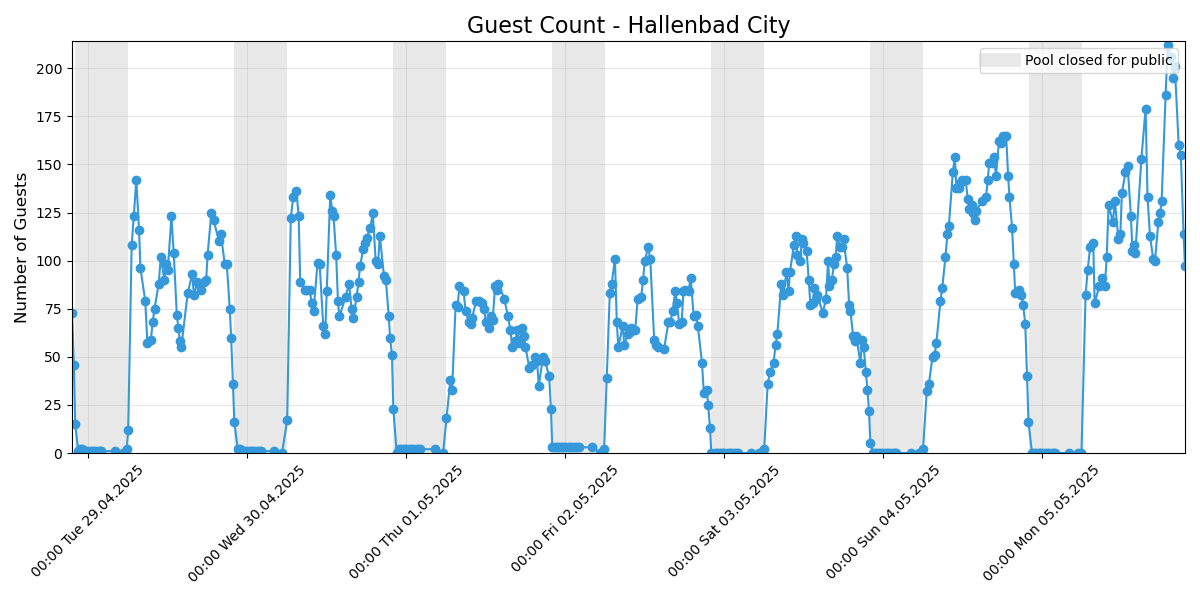 Guest Count - Hallenbad City
Pool closed for public
Number of Guests
200
175
150
125
100
75
50
25
0
00:00 Tue 29.04.2025
00:00 Wed 30.04.2025
00:00 Thu 01.05.2025
00:00 Fri 02.05.2025
00:00 Sat 03.05.2025
00:00 Sun 04.05.2025
00:00 Mon 05.05.2025